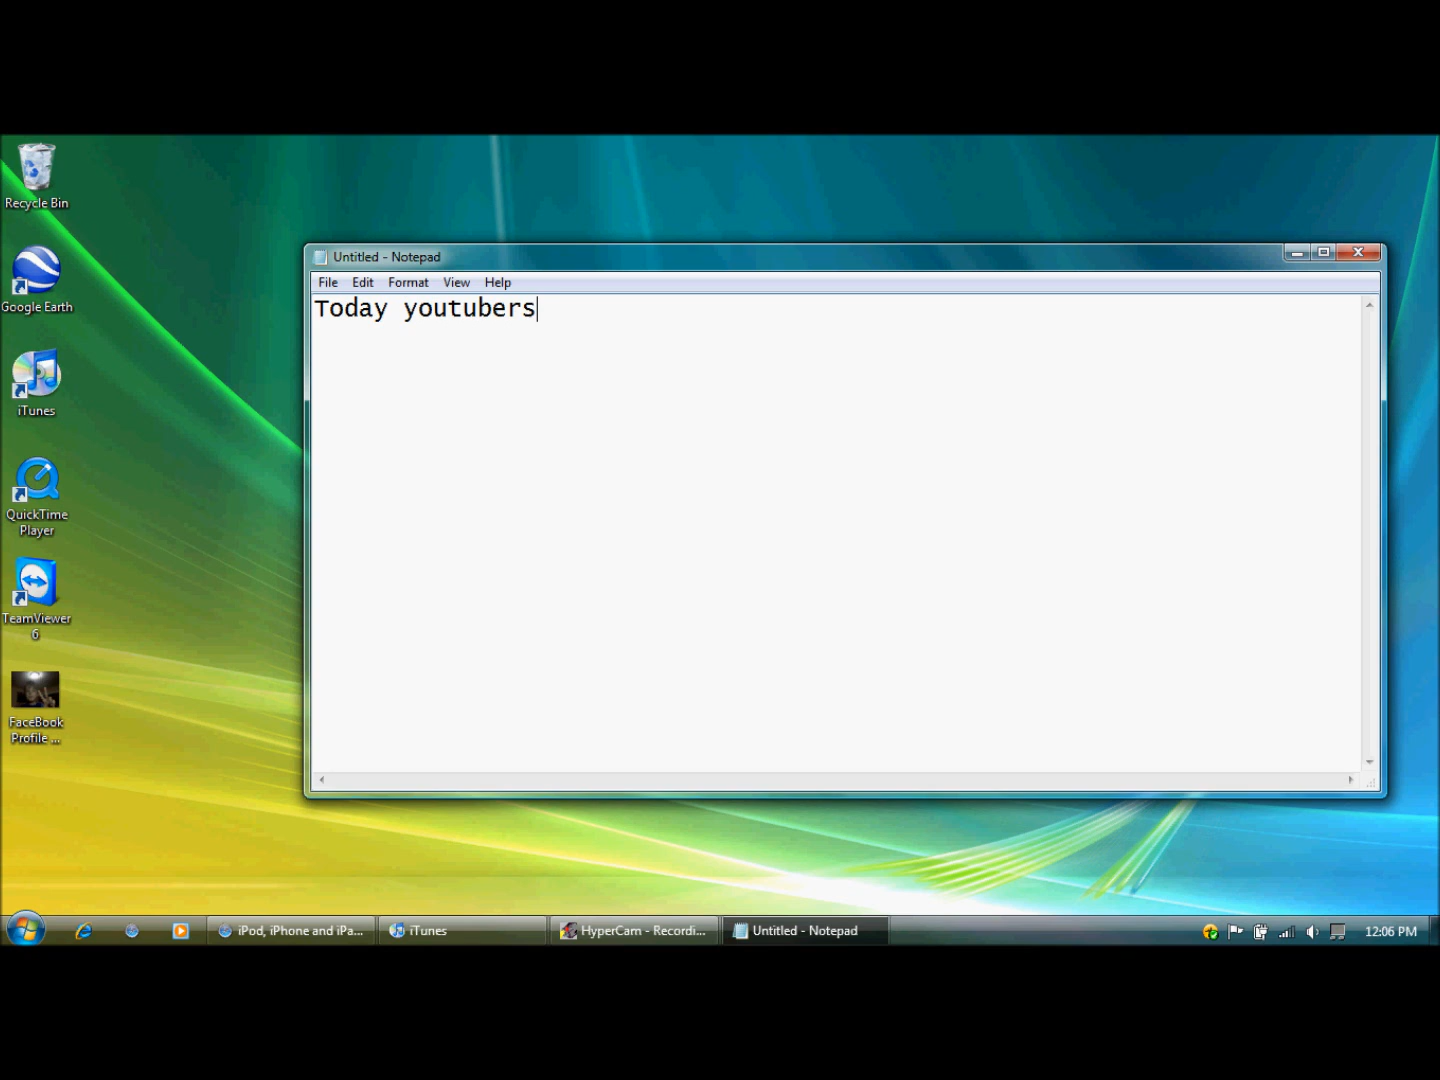 Recycle Bin
Google Earth
iTunes
QuickTime
Player
TeamViewer
6
FaceBook
Profile ...
Untitled - Notepad
File Edit Format View Help
Today youtubers
iPod, iPhone and iPa...
iTunes
HyperCam - Recordi...
Untitled - Notepad
12:06 PM